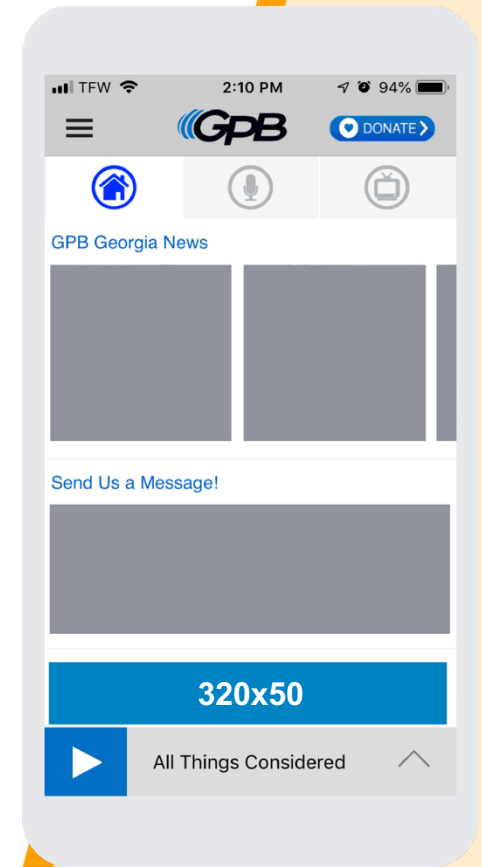 TFW 2:10 PM 94%
GPB DONATE
GPB Georgia News
Send Us a Message!
320x50
All Things Considered